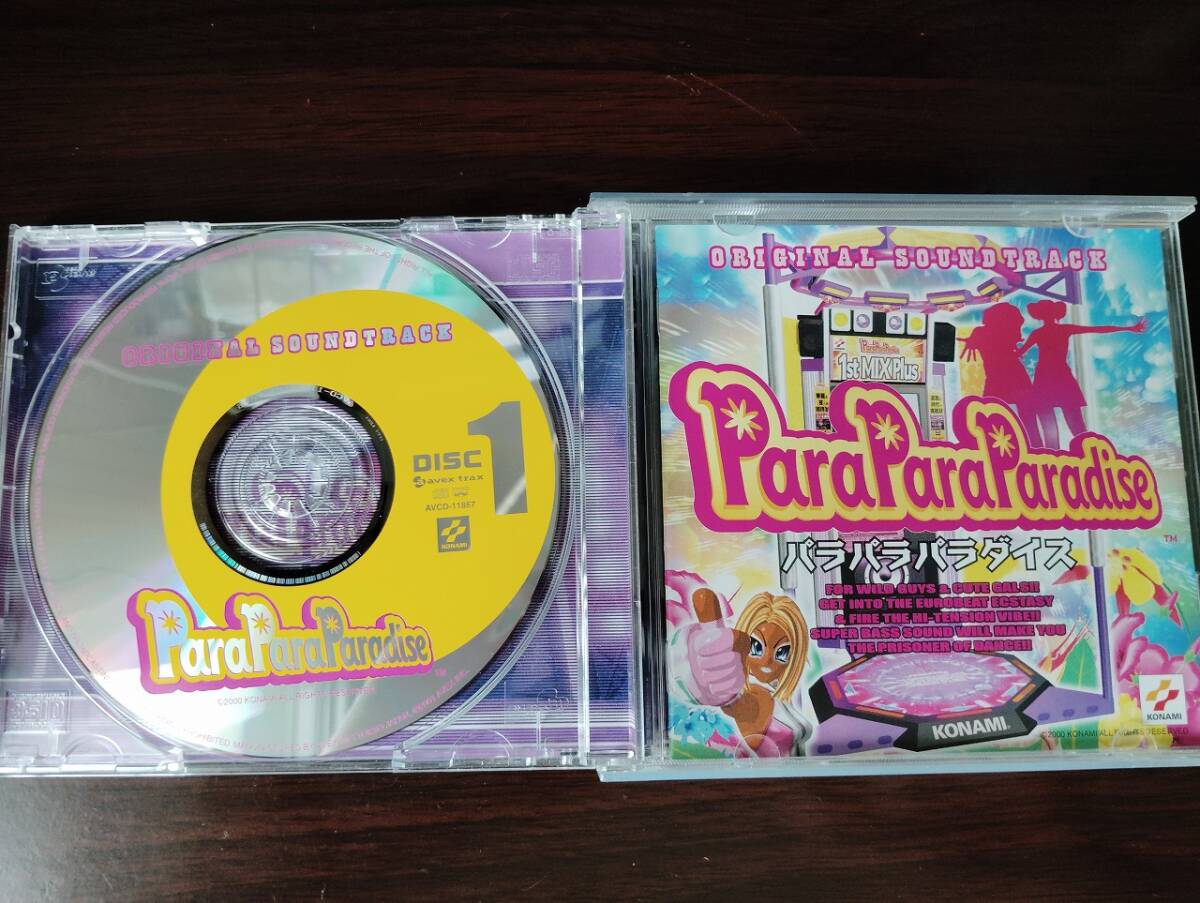 ORIGINAL SOUNDTRACK
DISC 1
avex trax
AVCD-11857
KONAMI
ParaParaParadise
TM
©2000 KONAMI ALL RIGHTS RESERVED
ORIGINAL SOUNDTRACK
ParaParaParadise
1st MIX Plus
ParaParaParadise
TM
パラパラパラダイス
FOR WILD GUYS & CUTE GALS!!
GET INTO THE EUROBEAT ECSTASY
& FIRE THE HI-TENSION VIBE!!
SUPER BASS SOUND WILL MAKE YOU
THE PRISONER OF DANCE!!
KONAMI
KONAMI
©2000 KONAMI ALL RIGHTS RESERVED